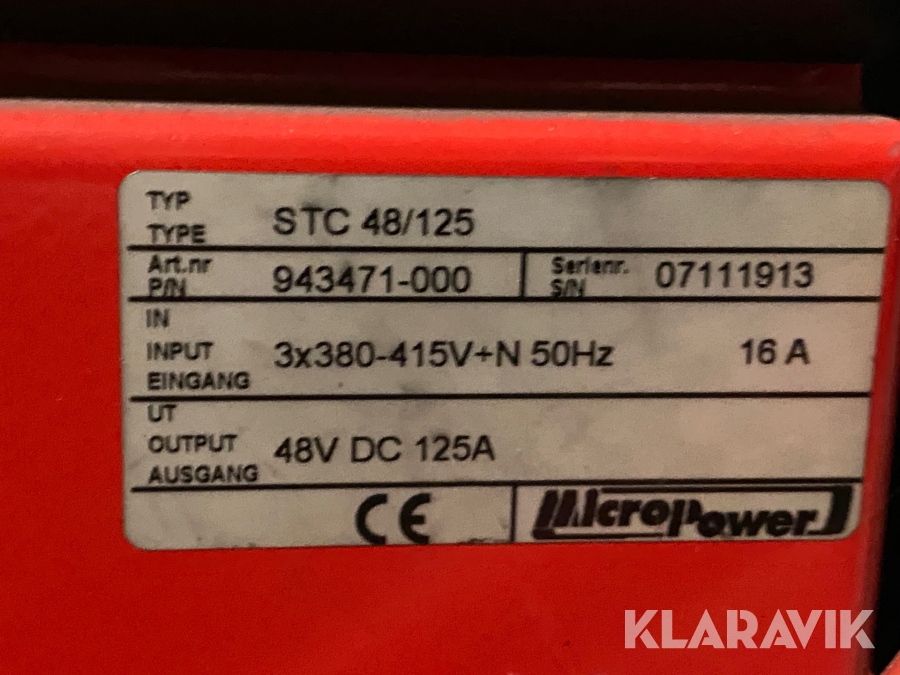 TYP
TYPE
STC 48/125
Art.nr
P/N
943471-000
Serienr.
S/N
07111913
IN
INPUT
EINGANG
3x380-415V+N 50Hz 16 A
UT
OUTPUT
AUSGANG
48V DC 125A
CE
Micropower
KLARAVIK